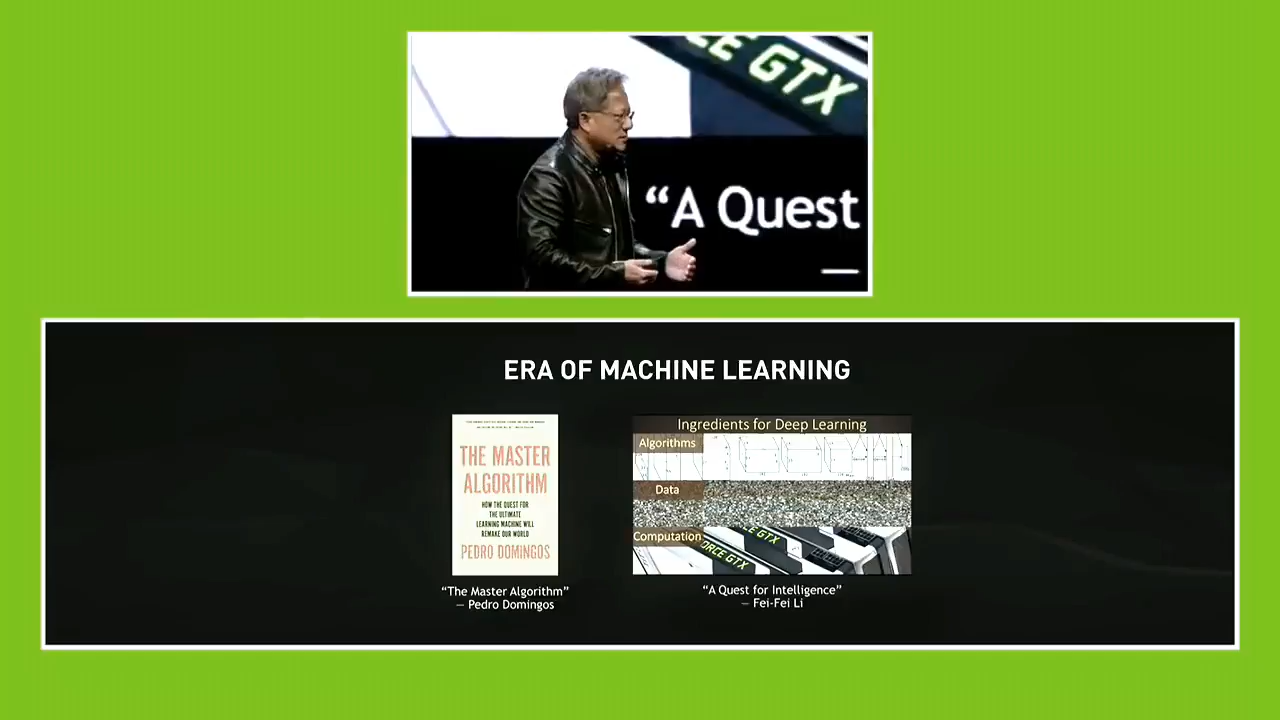 CE GTX
“A Quest
—
ERA OF MACHINE LEARNING
THE MASTER
ALGORITHM
HOW THE QUEST FOR
THE ULTIMATE
LEARNING MACHINE WILL
REMAKE OUR WORLD
PEDRO DOMINGOS
“The Master Algorithm”
— Pedro Domingos
Ingredients for Deep Learning
Algorithms
Data
Computation
ORCE GTX
GTX
“A Quest for Intelligence”
— Fei-Fei Li